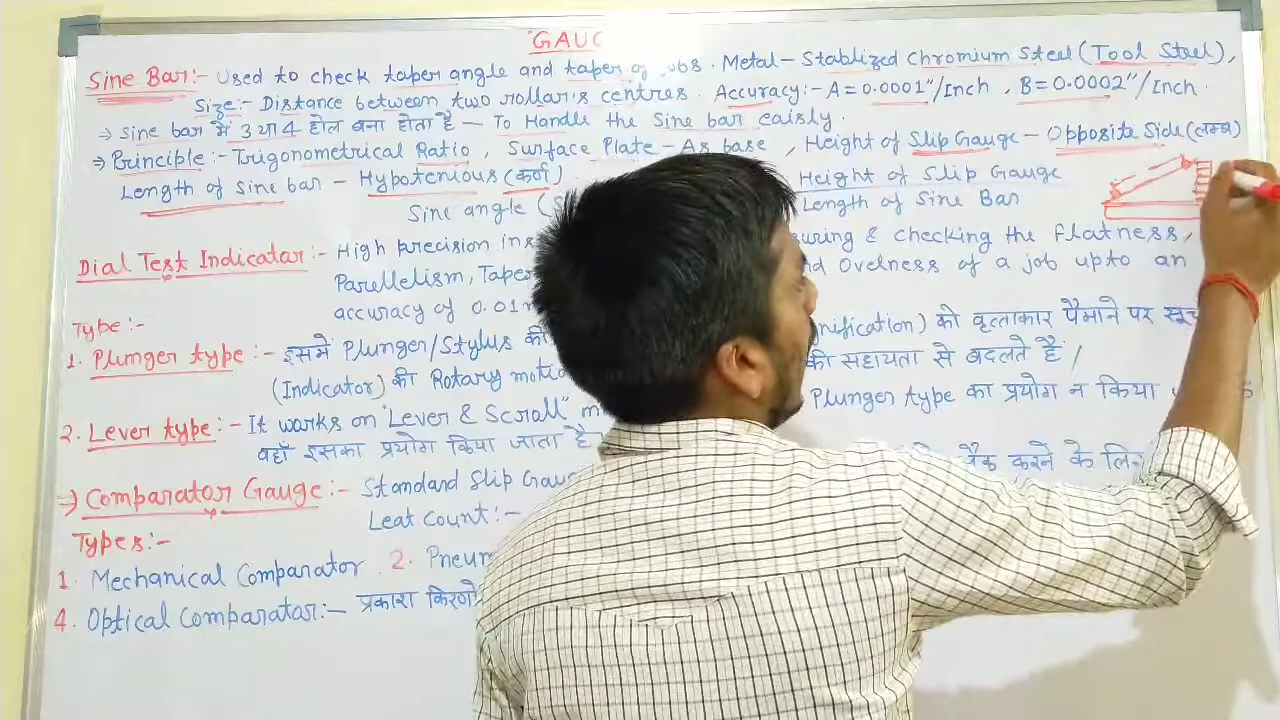 "GAUG
Sine Bar:- Used to check taper angle and taper of jobs. Metal - Stablized Chromium Steel (Tool Steel),
Size:- Distance between two rollar's centres. Accuracy:- A = 0.0001"/Inch, B = 0.0002"/Inch.
→ Sine bar में 3 या 4 होल बना होता है - To Handle the Sine bar eaisly.
→ Principle:- Trigonometrical Ratio, Surface Plate - As base, Height of Slip Gauge - Opposite Side (लम्ब)
Length of Sine bar - Hypotenious (कर्ण)
Height of Slip Gauge
Sine angle (S Length of Sine Bar
Dial Test Indicator:- High precision ins uring & checking the flatness,
Parellelism, Taper nd Ovelness of a job upto an
accuracy of 0.01
Type:-
1. Plunger type:- इसमें Plunger/Stylus की gnification) को वृत्ताकार पैमाने पर
(Indicator) की Rotary motio की सहायता से बदलते हैं /
2. Lever type:- It works on "Lever & Scroll" m Plunger type का प्रयोग न किया
वहाँ इसका प्रयोग किया जाता है
→ Comparator Gauge:- Standard Slip Gau चैक करने के लिए
Leat Count:-
Types:-
1. Mechanical Comparator. 2. Pneu
4. Optical Comparator:- प्रकाश किरणों